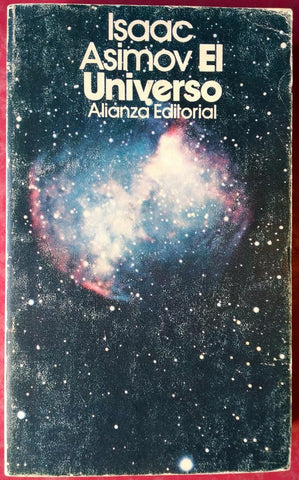 Isaac
Asimov El
Universo
Alianza Editorial